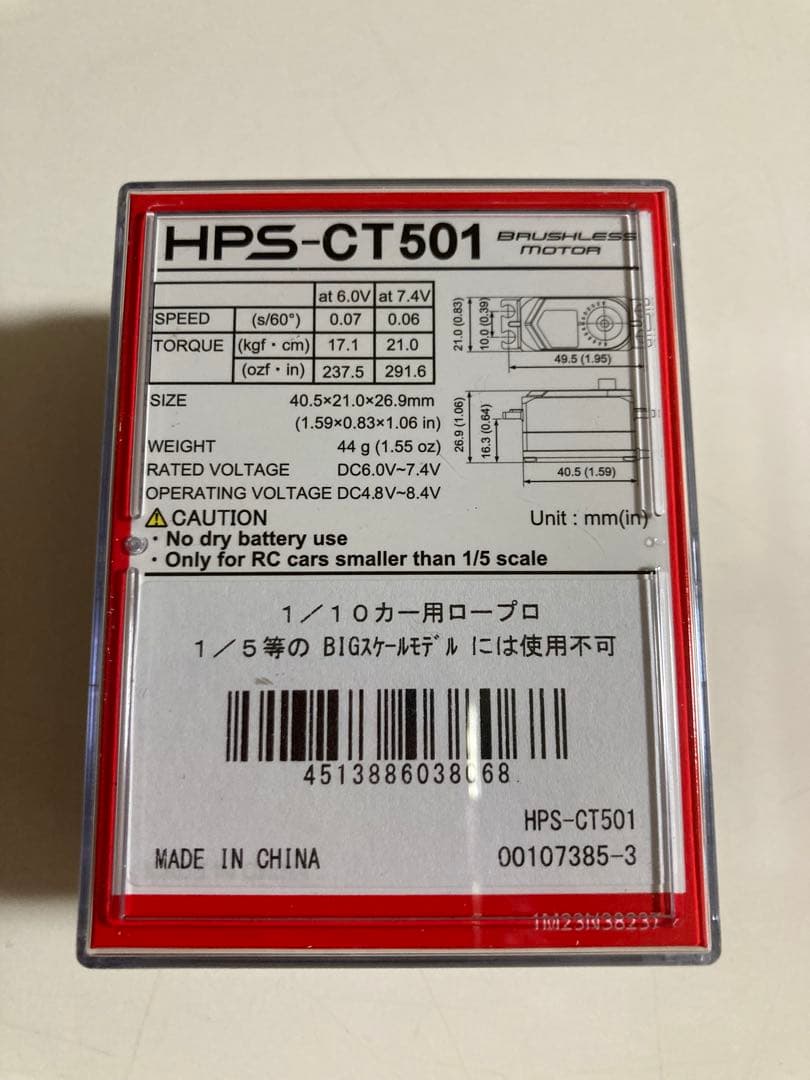 HPS-CT501 BRUSHLESS MOTOR
at 6.0V at 7.4V
SPEED (s/60°) 0.07 0.06
TORQUE (kgf・cm) 17.1 21.0
(ozf・in) 237.5 291.6
21.0 (0.83)
10.0 (0.39)
49.5 (1.95)
SIZE 40.5×21.0×26.9mm
(1.59×0.83×1.06 in)
WEIGHT 44 g (1.55 oz)
RATED VOLTAGE DC6.0V~7.4V
OPERATING VOLTAGE DC4.8V~8.4V
26.9 (1.06)
16.3 (0.64)
40.5 (1.59)
CAUTION Unit : mm(in)
・No dry battery use
・Only for RC cars smaller than 1/5 scale
1/10カー用ロープロ
1/5等の BIGスケールモデル には使用不可
4513886038068
HPS-CT501
MADE IN CHINA 00107385-3